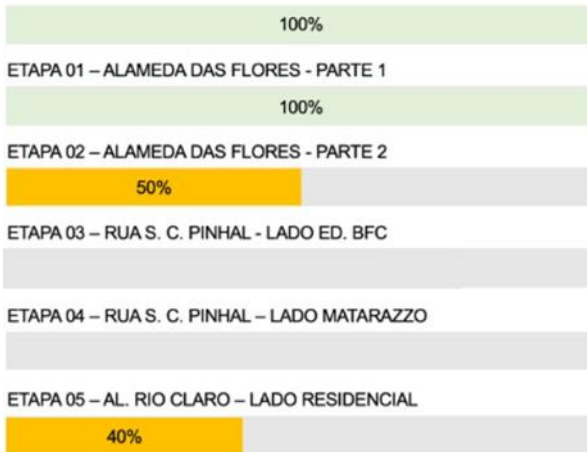 100%
ETAPA 01 – ALAMEDA DAS FLORES - PARTE 1
100%
ETAPA 02 – ALAMEDA DAS FLORES - PARTE 2
50%
ETAPA 03 – RUA S. C. PINHAL - LADO ED. BFC
ETAPA 04 – RUA S. C. PINHAL – LADO MATARAZZO
ETAPA 05 – AL. RIO CLARO – LADO RESIDENCIAL
40%